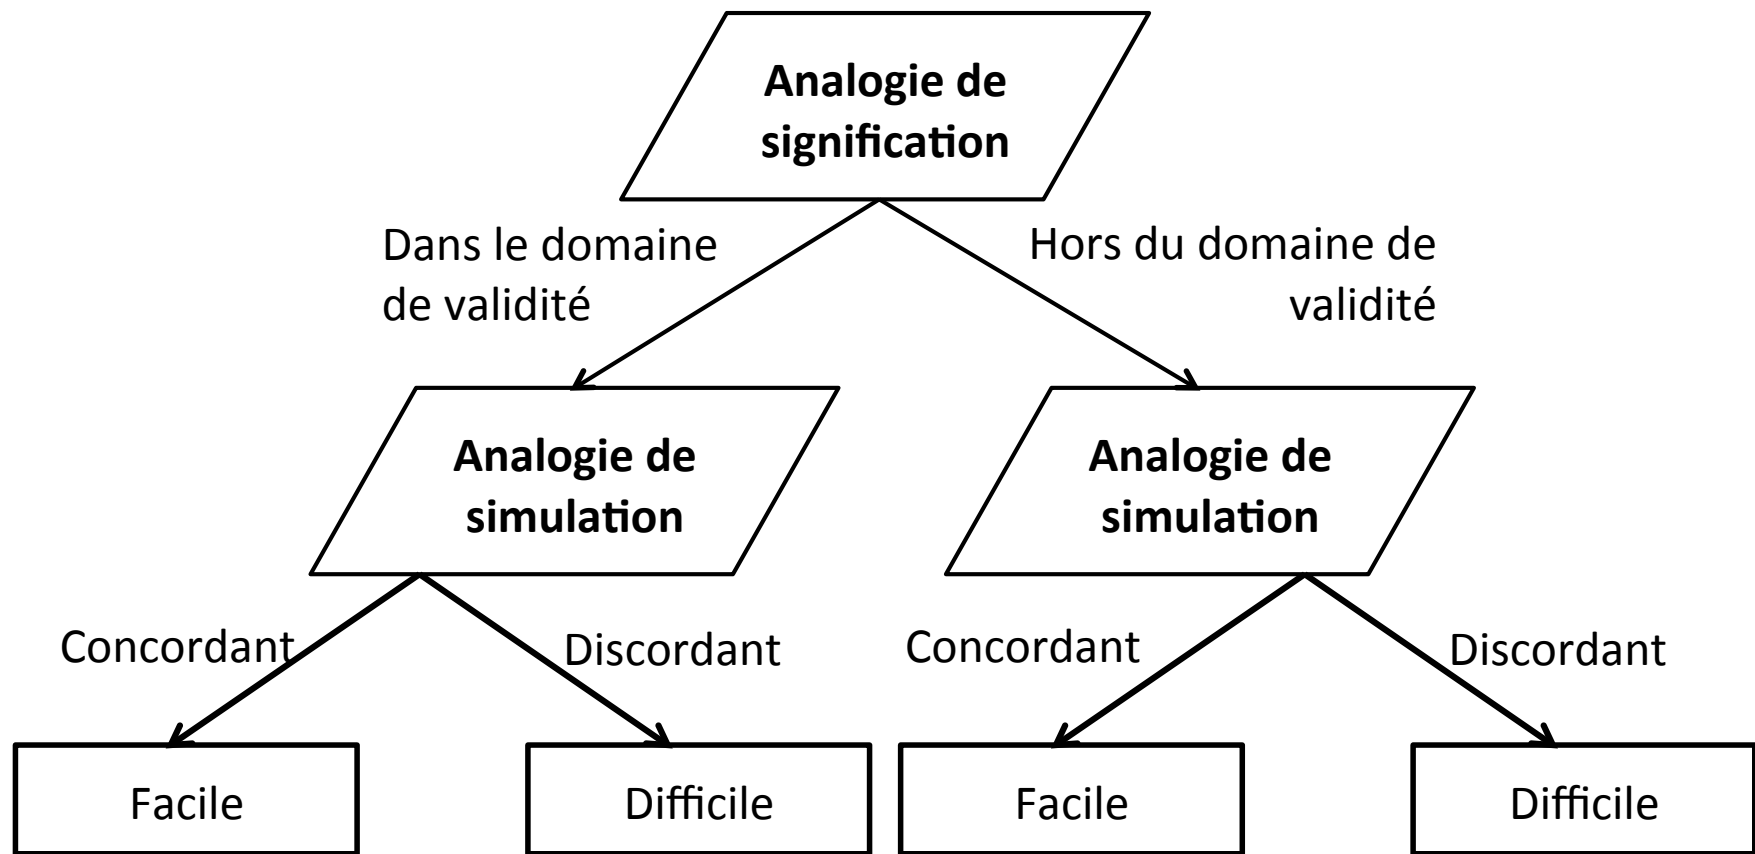 Analogie de
signification
Dans le domaine
de validité
Hors du domaine de
validité
Analogie de
simulation
Analogie de
simulation
Concordant
Discordant
Concordant
Discordant
Facile
Difficile
Facile
Difficile